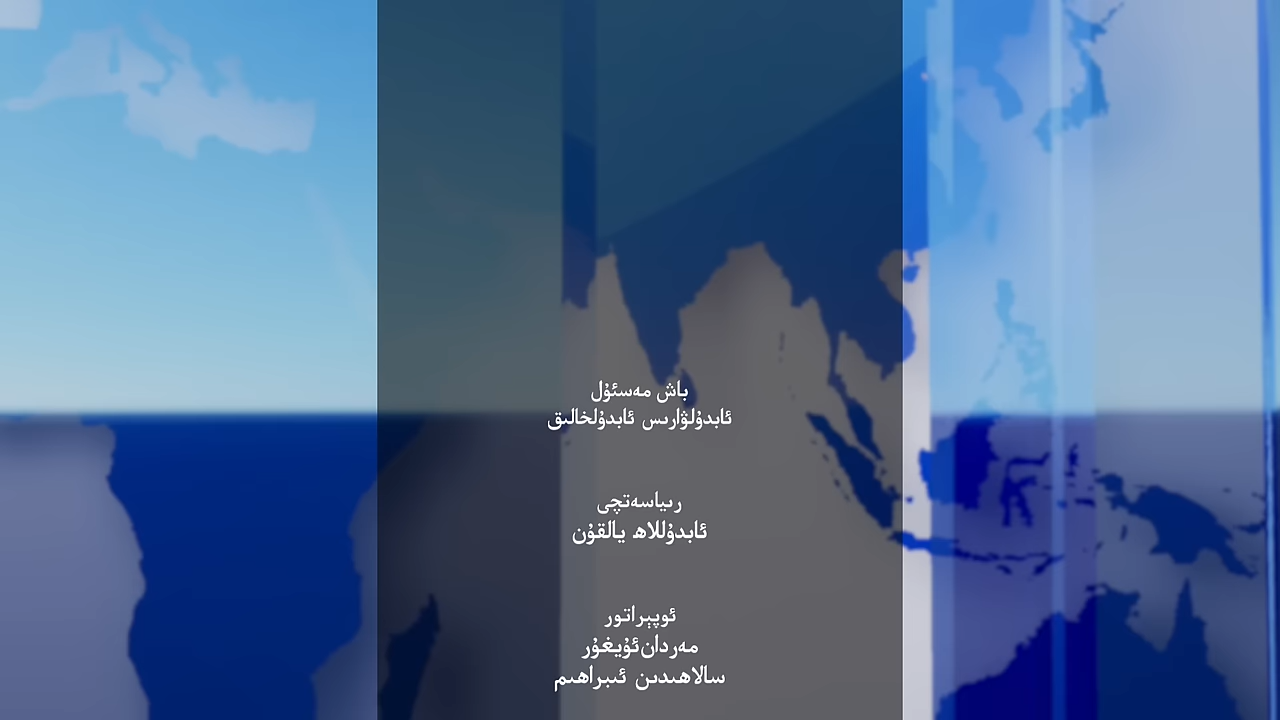 باش مەسئۇل
ئابدۇلۋارىس ئابدۇلخالىق
رىياسەتچى
ئابدۇللاھ يالقۇن
ئوپېراتور
مەردان ئۇيغۇر
سالاھىدىن ئىبراھىم